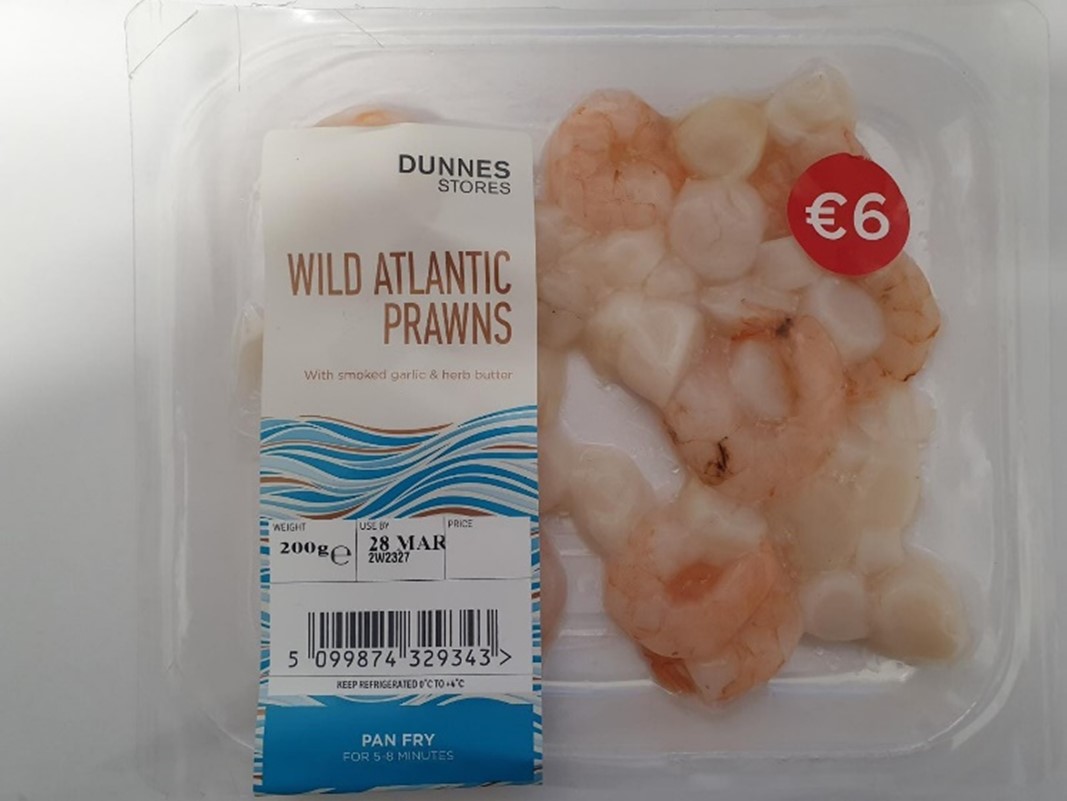 DUNNES
STORES
WILD ATLANTIC
PRAWNS
With smoked garlic & herb butter
WEIGHT
200g℮
USE BY
28 MAR
2W2327
PRICE
5 099874 329343 >
KEEP REFRIGERATED 0°C TO +4°C
PAN FRY
FOR 5-8 MINUTES
€6